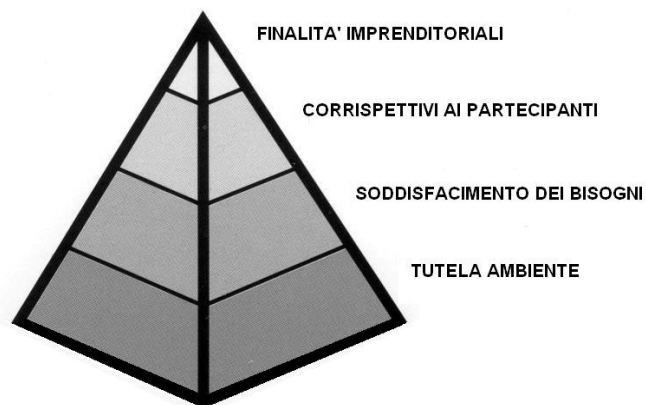 FINALITA' IMPRENDITORIALI
CORRISPETTIVI AI PARTECIPANTI
SODDISFACIMENTO DEI BISOGNI
TUTELA AMBIENTE